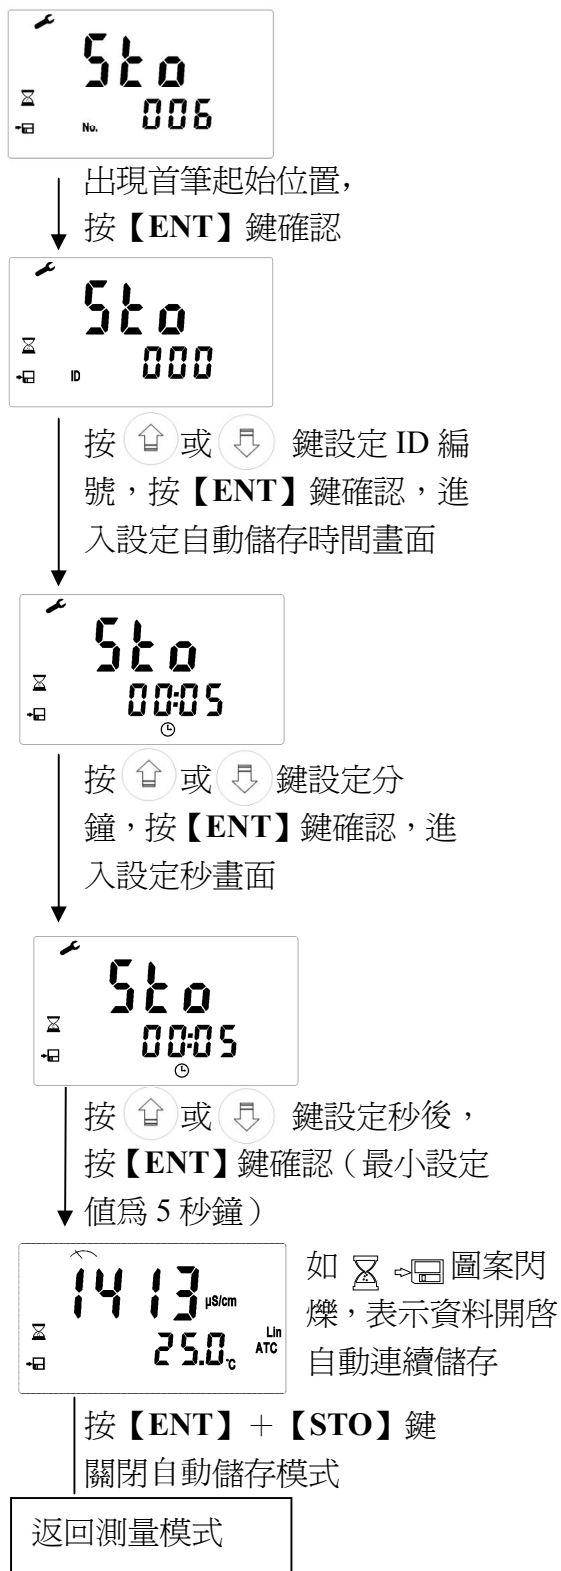 Sto
No. 006
出現首筆起始位置，
按【ENT】鍵確認
Sto
ID 000
按 或 鍵設定 ID 編
號，按【ENT】鍵確認，進
入設定自動儲存時間畫面
Sto
00:05
按 或 鍵設定分
鐘，按【ENT】鍵確認，進
入設定秒畫面
Sto
00:05
按 或 鍵設定秒後，
按【ENT】鍵確認（最小設定
值爲 5 秒鐘）
1413 μS/cm
25.0 ℃ Lin
ATC
如 圖案閃
爍，表示資料開啓
自動連續儲存
按【ENT】＋【STO】鍵
關閉自動儲存模式
返回測量模式